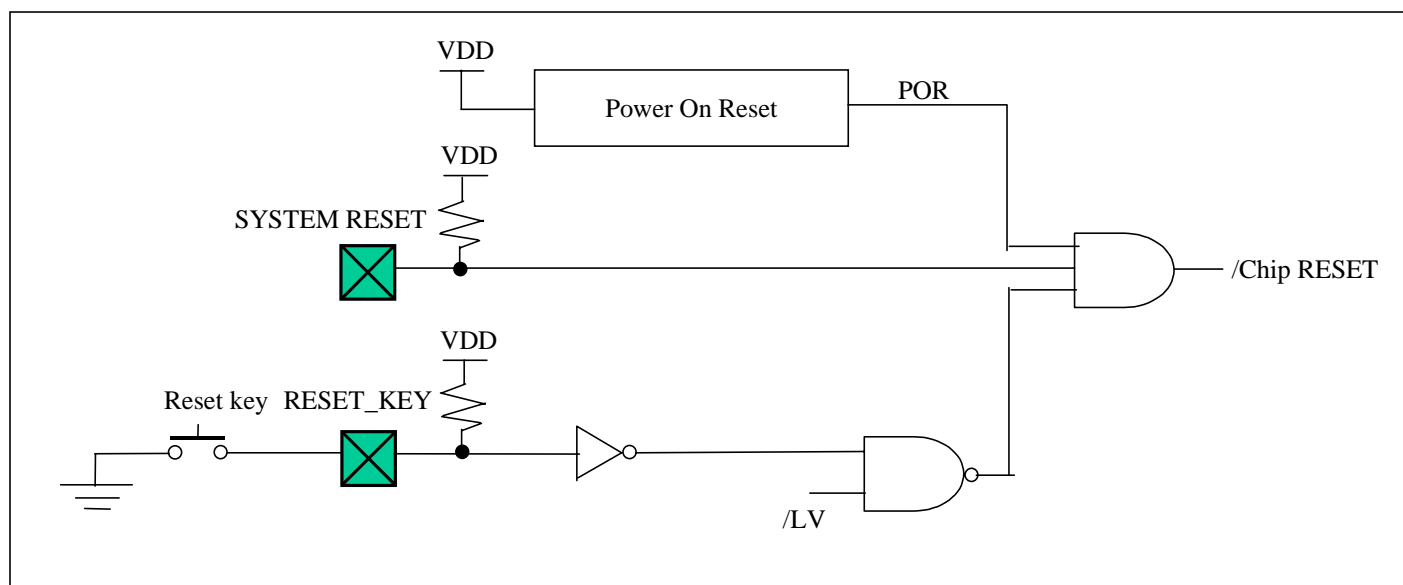 VDD
Power On Reset
POR
VDD
SYSTEM RESET
/Chip RESET
VDD
Reset key
RESET_KEY
/LV